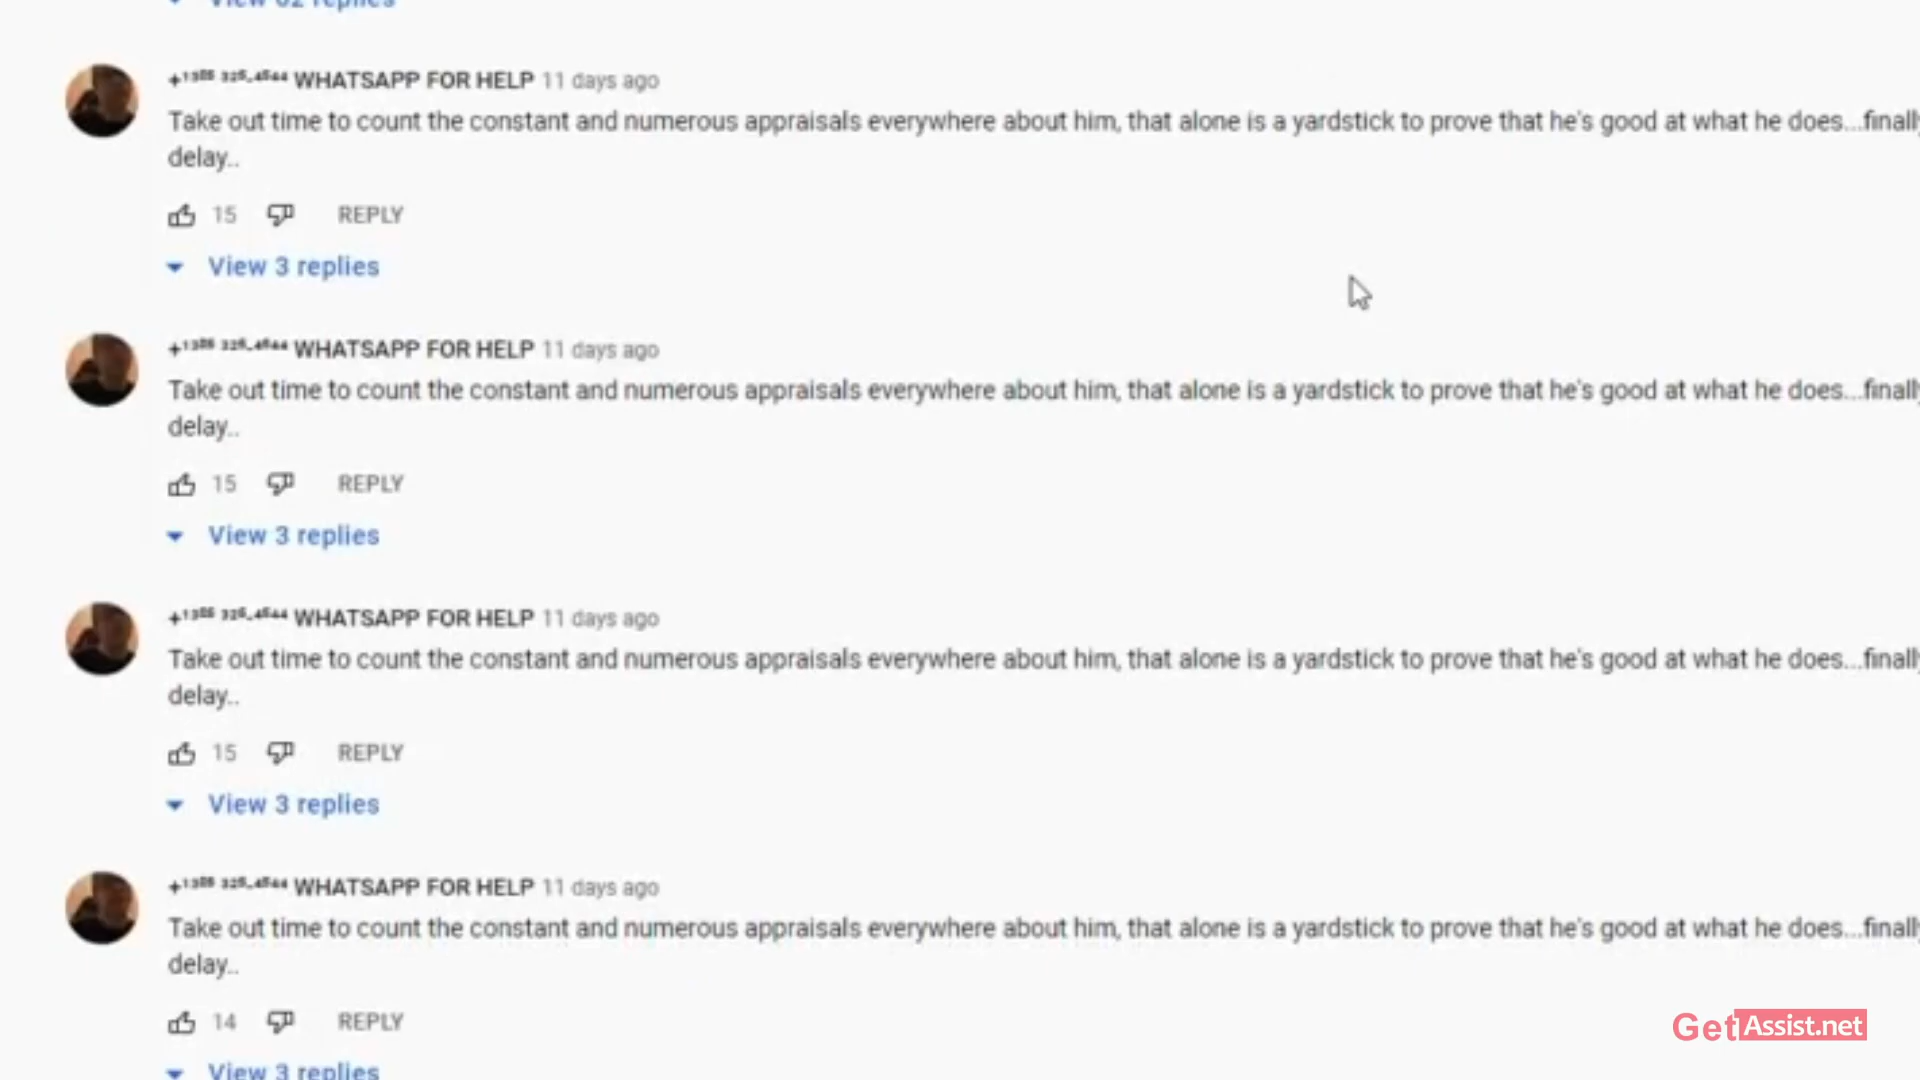 View 62 replies
WHATSAPP FOR HELP 11 days ago
Take out time to count the constant and numerous appraisals everywhere about him, that alone is a yardstick to prove that he's good at what he does...finally
delay..
15 REPLY
View 3 replies
WHATSAPP FOR HELP 11 days ago
Take out time to count the constant and numerous appraisals everywhere about him, that alone is a yardstick to prove that he's good at what he does...finall
delay..
15 REPLY
View 3 replies
WHATSAPP FOR HELP 11 days ago
Take out time to count the constant and numerous appraisals everywhere about him, that alone is a yardstick to prove that he's good at what he does...finall
delay..
15 REPLY
View 3 replies
WHATSAPP FOR HELP 11 days ago
Take out time to count the constant and numerous appraisals everywhere about him, that alone is a yardstick to prove that he's good at what he does...finally
delay..
14 REPLY
View 3 replies
GetAssist.net